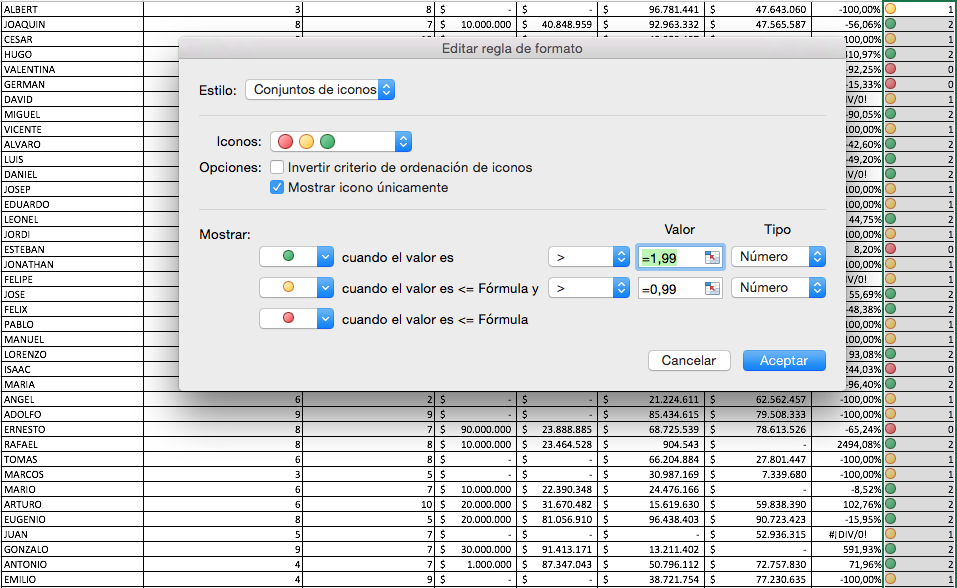 ALBERT 3 8 $ - $ - $ 96.781.441 $ 47.643.060 -100,00% 1
JOAQUIN 8 7 $ 10.000.000 $ 40.848.959 $ 92.963.332 $ 47.565.587 -56,06% 2
CESAR 100,00% 1
HUGO 310,97% 2
VALENTINA -92,25% 0
GERMAN -15,33% 0
DAVID IV/0! 1
MIGUEL -90,05% 2
VICENTE 100,00% 1
ALVARO -42,60% 2
LUIS -49,20% 2
DANIEL IV/0! 2
JOSEP 100,00% 1
EDUARDO 100,00% 1
LEONEL 44,75% 2
JORDI 100,00% 1
ESTEBAN 8,20% 0
JONATHAN 100,00% 1
FELIPE IV/0! 1
JOSE 55,69% 2
FELIX -48,38% 2
PABLO 100,00% 1
MANUEL 100,00% 1
LORENZO 93,08% 2
ISAAC 244,03% 0
MARIA -96,40% 2
Editar regla de formato
Estilo: Conjuntos de iconos
Iconos:
Opciones: Invertir criterio de ordenación de iconos
Mostrar icono únicamente
Valor Tipo
Mostrar:
cuando el valor es > =1,99 Número
cuando el valor es <= Fórmula y > =0,99 Número
cuando el valor es <= Fórmula
Cancelar Aceptar
ANGEL 6 2 $ - $ - $ 21.224.611 $ 62.562.457 -100,00% 1
ADOLFO 9 9 $ - $ - $ 85.434.615 $ 79.508.333 -100,00% 1
ERNESTO 8 7 $ 90.000.000 $ 23.888.885 $ 68.725.539 $ 78.613.526 -65,24% 0
RAFAEL 8 8 $ 10.000.000 $ 23.464.528 $ 904.543 $ - 2494,08% 2
TOMAS 6 8 $ - $ - $ 66.204.884 $ 27.801.447 -100,00% 1
MARCOS 3 5 $ - $ - $ 30.987.169 $ 7.339.680 -100,00% 1
MARIO 6 7 $ 10.000.000 $ 22.390.348 $ 24.476.166 $ - -8,52% 2
ARTURO 6 10 $ 20.000.000 $ 31.670.482 $ 15.619.630 $ 59.838.390 102,76% 2
EUGENIO 8 5 $ 20.000.000 $ 81.056.910 $ 96.438.403 $ 90.723.423 -15,95% 2
JUAN 5 7 $ - $ - $ - $ 52.936.315 #¡DIV/0! 1
GONZALO 9 7 $ 30.000.000 $ 91.413.171 $ 13.211.402 $ - 591,93% 2
ANTONIO 4 7 $ 1.000.000 $ 87.347.043 $ 50.796.112 $ 72.757.830 71,96% 2
EMILIO 4 9 $ - $ - $ 38.721.754 $ 77.230.635 -100,00% 1